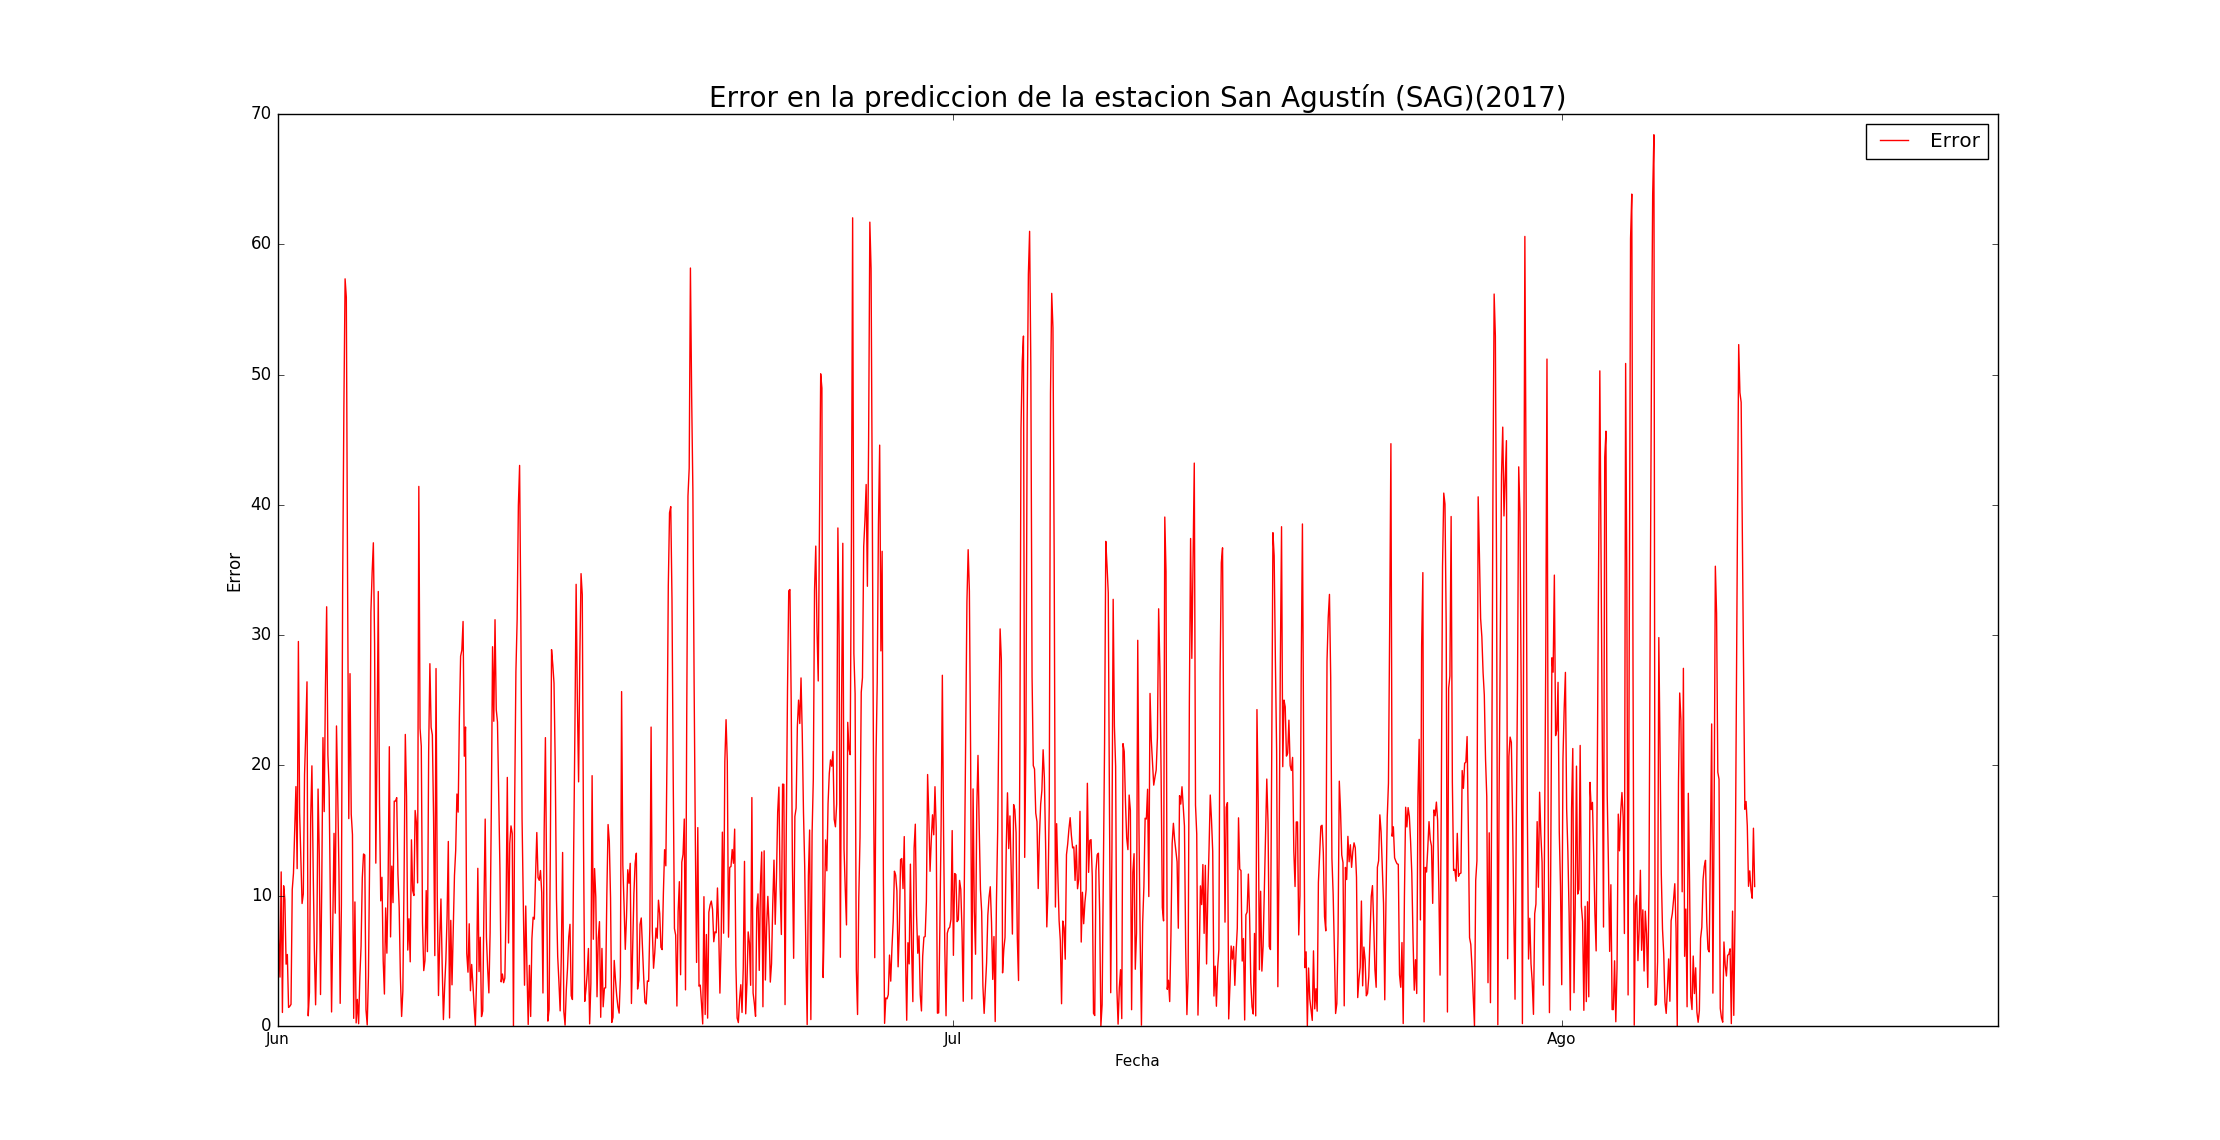 Error en la prediccion de la estacion San Agustín (SAG)(2017)
70
60
50
40
30
20
10
0
Error
Error
Jun
Jul
Ago
Fecha